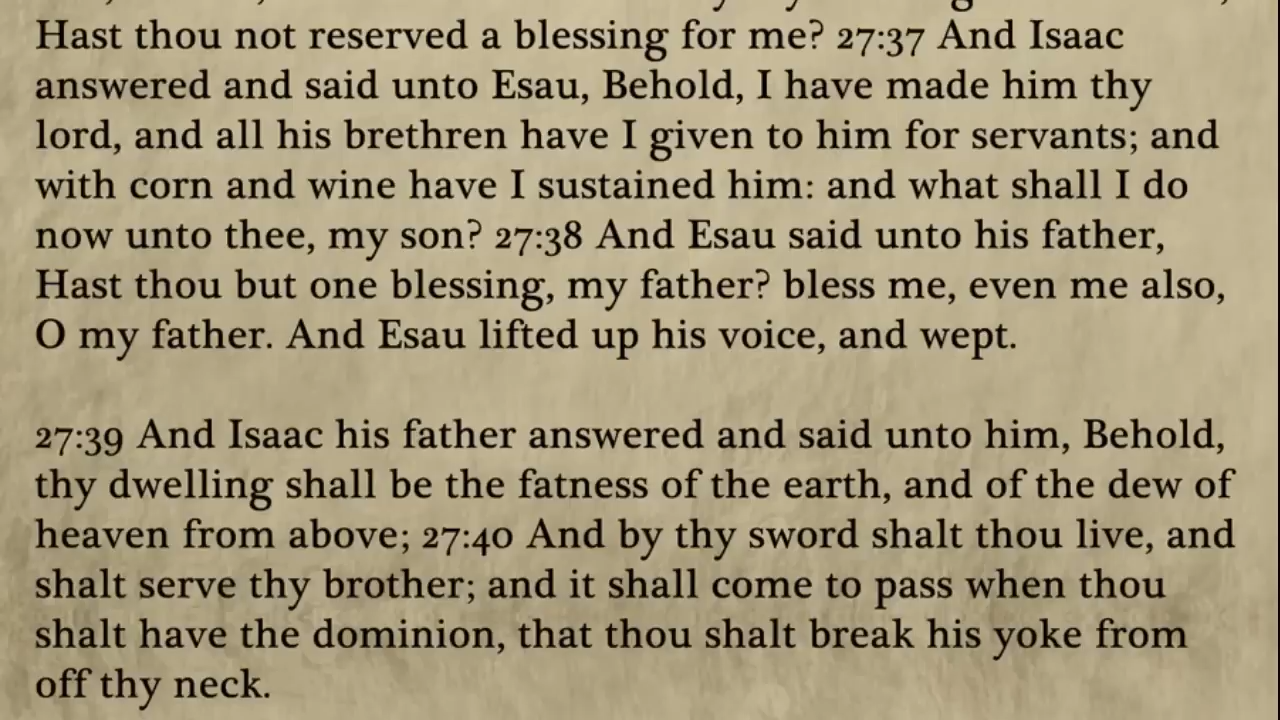 Hast thou not reserved a blessing for me? 27:37 And Isaac
answered and said unto Esau, Behold, I have made him thy
lord, and all his brethren have I given to him for servants; and
with corn and wine have I sustained him: and what shall I do
now unto thee, my son? 27:38 And Esau said unto his father,
Hast thou but one blessing, my father? bless me, even me also,
O my father. And Esau lifted up his voice, and wept.
27:39 And Isaac his father answered and said unto him, Behold,
thy dwelling shall be the fatness of the earth, and of the dew of
heaven from above; 27:40 And by thy sword shalt thou live, and
shalt serve thy brother; and it shall come to pass when thou
shalt have the dominion, that thou shalt break his yoke from
off thy neck.